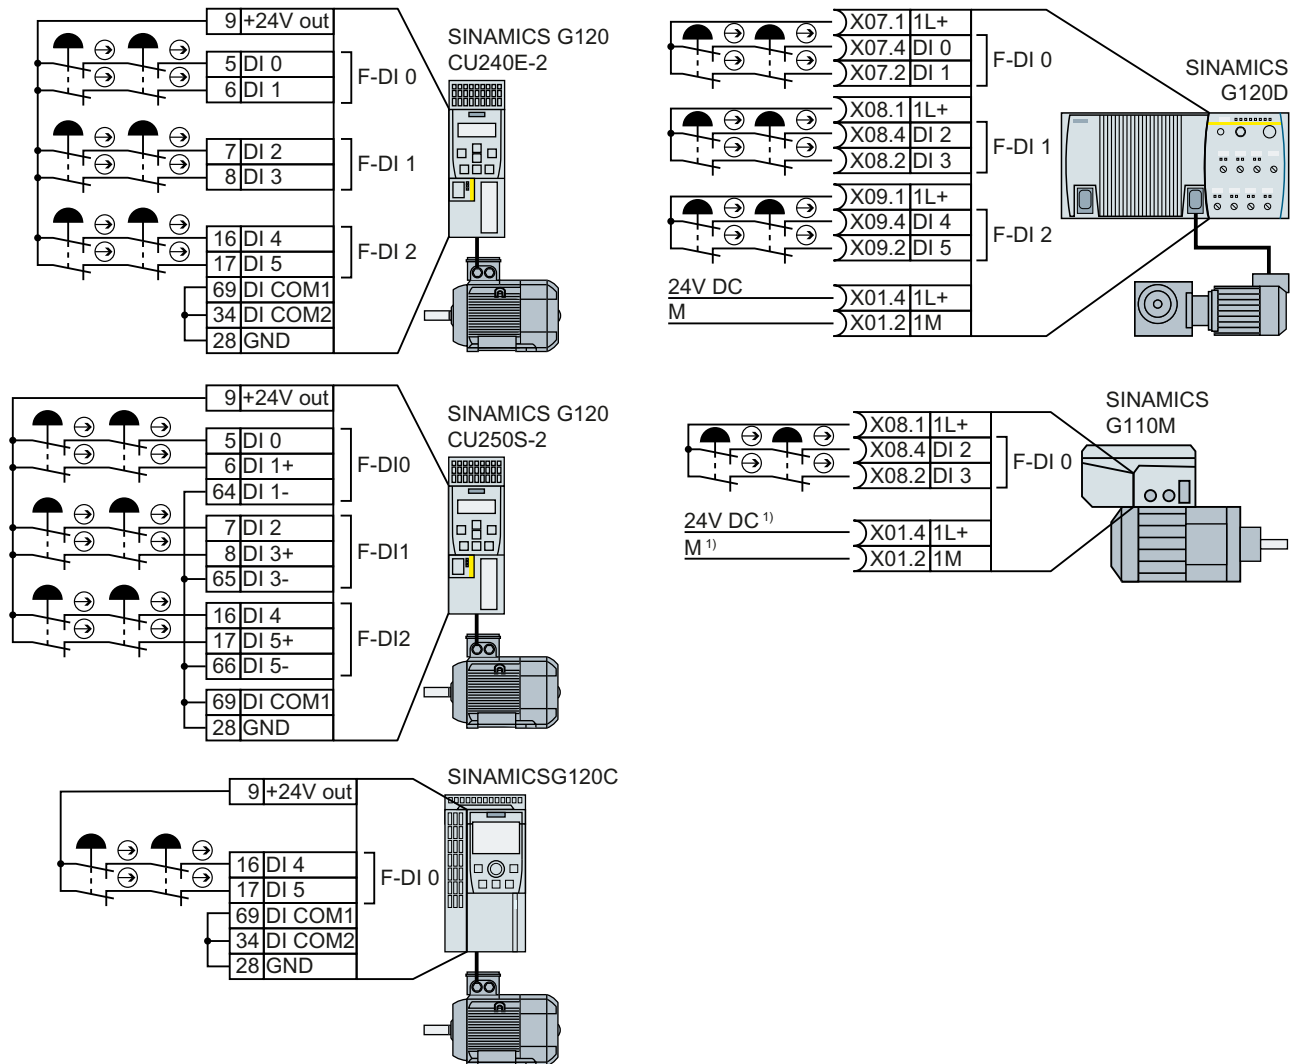 9 +24V out
5 DI 0
6 DI 1
F-DI 0
7 DI 2
8 DI 3
F-DI 1
16 DI 4
17 DI 5
F-DI 2
69 DI COM1
34 DI COM2
28 GND
SINAMICS G120
CU240E-2
X07.1 1L+
X07.4 DI 0
X07.2 DI 1
F-DI 0
X08.1 1L+
X08.4 DI 2
X08.2 DI 3
F-DI 1
X09.1 1L+
X09.4 DI 4
X09.2 DI 5
F-DI 2
24V DC
M
X01.4 1L+
X01.2 1M
SINAMICS
G120D
9 +24V out
5 DI 0
6 DI 1+
64 DI 1-
F-DI0
7 DI 2
8 DI 3+
65 DI 3-
F-DI1
16 DI 4
17 DI 5+
66 DI 5-
F-DI2
69 DI COM1
28 GND
SINAMICS G120
CU250S-2
X08.1 1L+
X08.4 DI 2
X08.2 DI 3
F-DI 0
24V DC 1)
M 1)
X01.4 1L+
X01.2 1M
SINAMICS
G110M
9 +24V out
16 DI 4
17 DI 5
F-DI 0
69 DI COM1
34 DI COM2
28 GND
SINAMICSG120C